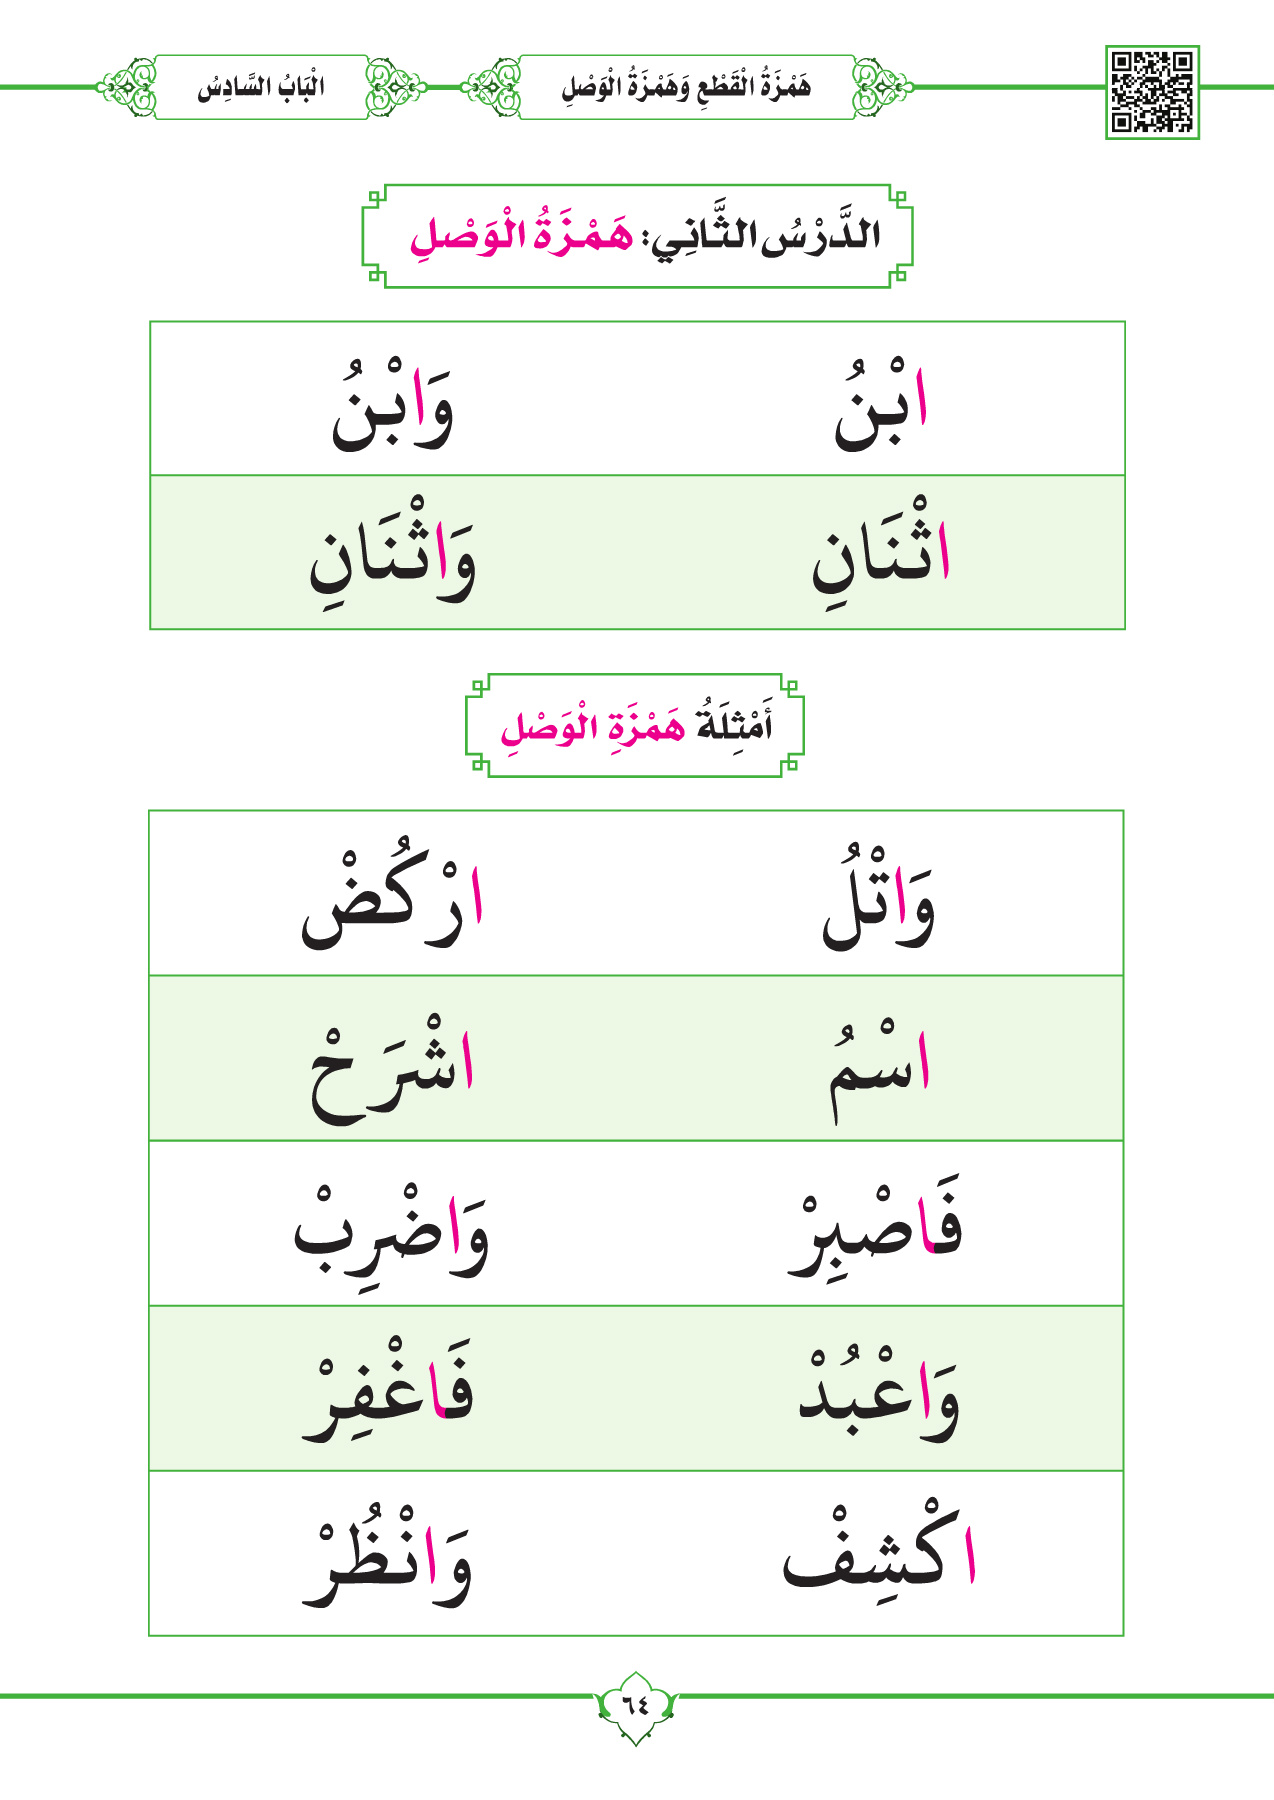 هَمْزَةُ الْقَطْعِ وَهَمْزَةُ الْوَصْلِ
الْبَابُ السَّادِسُ
الدَّرْسُ الثَّانِي: هَمْزَةُ الْوَصْلِ
ابْنُ وَابْنُ
اثْنَانِ وَاثْنَانِ
أَمْثِلَةُ هَمْزَةِ الْوَصْلِ
وَاتْلُ ارْكُضْ
اسْمُ اشْرَحْ
فَاصْبِرْ وَاضْرِبْ
وَاعْبُدْ فَاغْفِرْ
اكْشِفْ وَانْظُرْ
٦٤